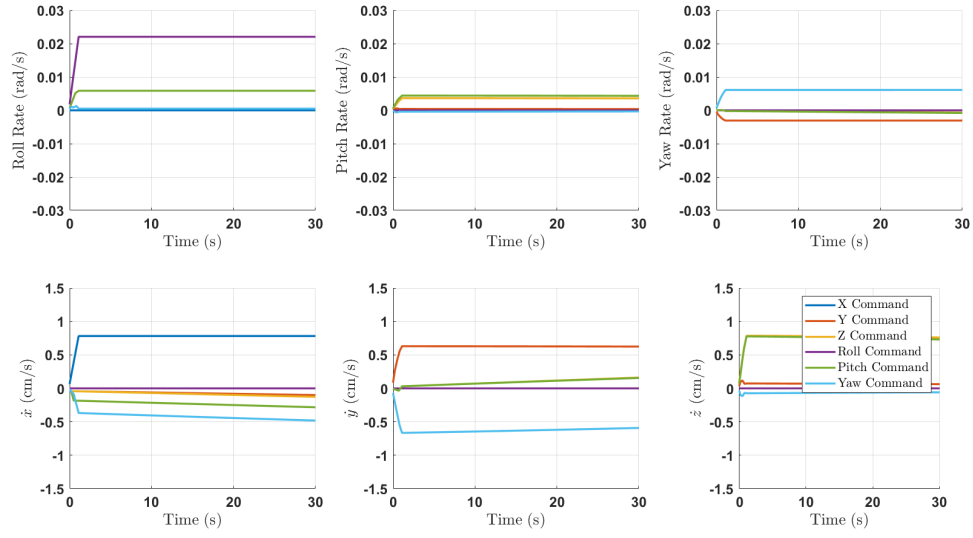 0.03
0.02
0.01
0
-0.01
-0.02
-0.03
Roll Rate (rad/s)
0 10 20 30
Time (s)
0.03
0.02
0.01
0
-0.01
-0.02
-0.03
Pitch Rate (rad/s)
0 10 20 30
Time (s)
0.03
0.02
0.01
0
-0.01
-0.02
-0.03
Yaw Rate (rad/s)
0 10 20 30
Time (s)
1.5
1
0.5
0
-0.5
-1
-1.5
ẋ (cm/s)
0 10 20 30
Time (s)
1.5
1
0.5
0
-0.5
-1
-1.5
ẏ (cm/s)
0 10 20 30
Time (s)
1.5
1
0.5
0
-0.5
-1
-1.5
ż (cm/s)
0 10 20 30
Time (s)
X Command
Y Command
Z Command
Roll Command
Pitch Command
Yaw Command